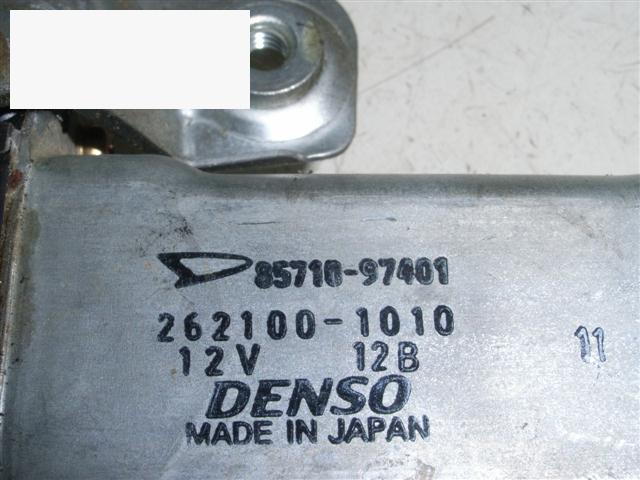 85710-97401
262100-1010
12V 12B 11
DENSO
MADE IN JAPAN